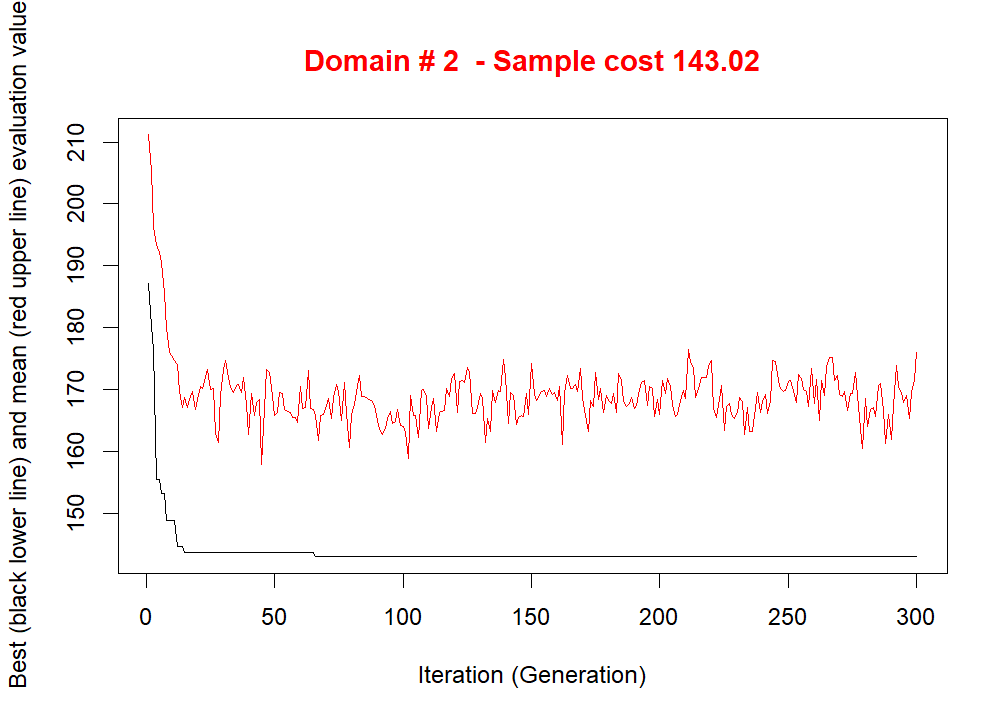 Domain # 2  - Sample cost 143.02
Best (black lower line) and mean (red upper line) evaluation value
210
200
190
180
170
160
150
0 50 100 150 200 250 300
Iteration (Generation)